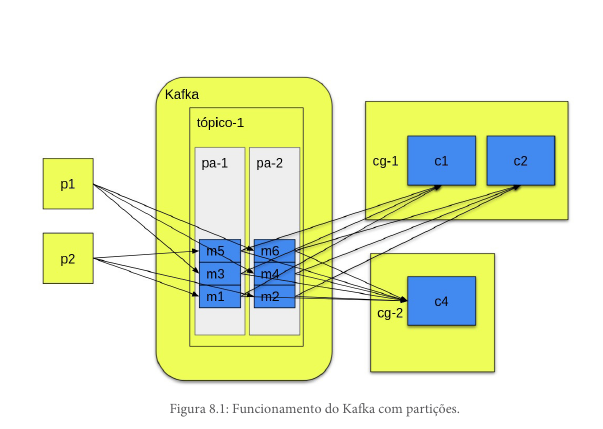 Kafka
tópico-1
pa-1
pa-2
p1
p2
m5
m6
m3
m4
m1
m2
cg-1
c1
c2
c4
cg-2
Figura 8.1: Funcionamento do Kafka com partições.